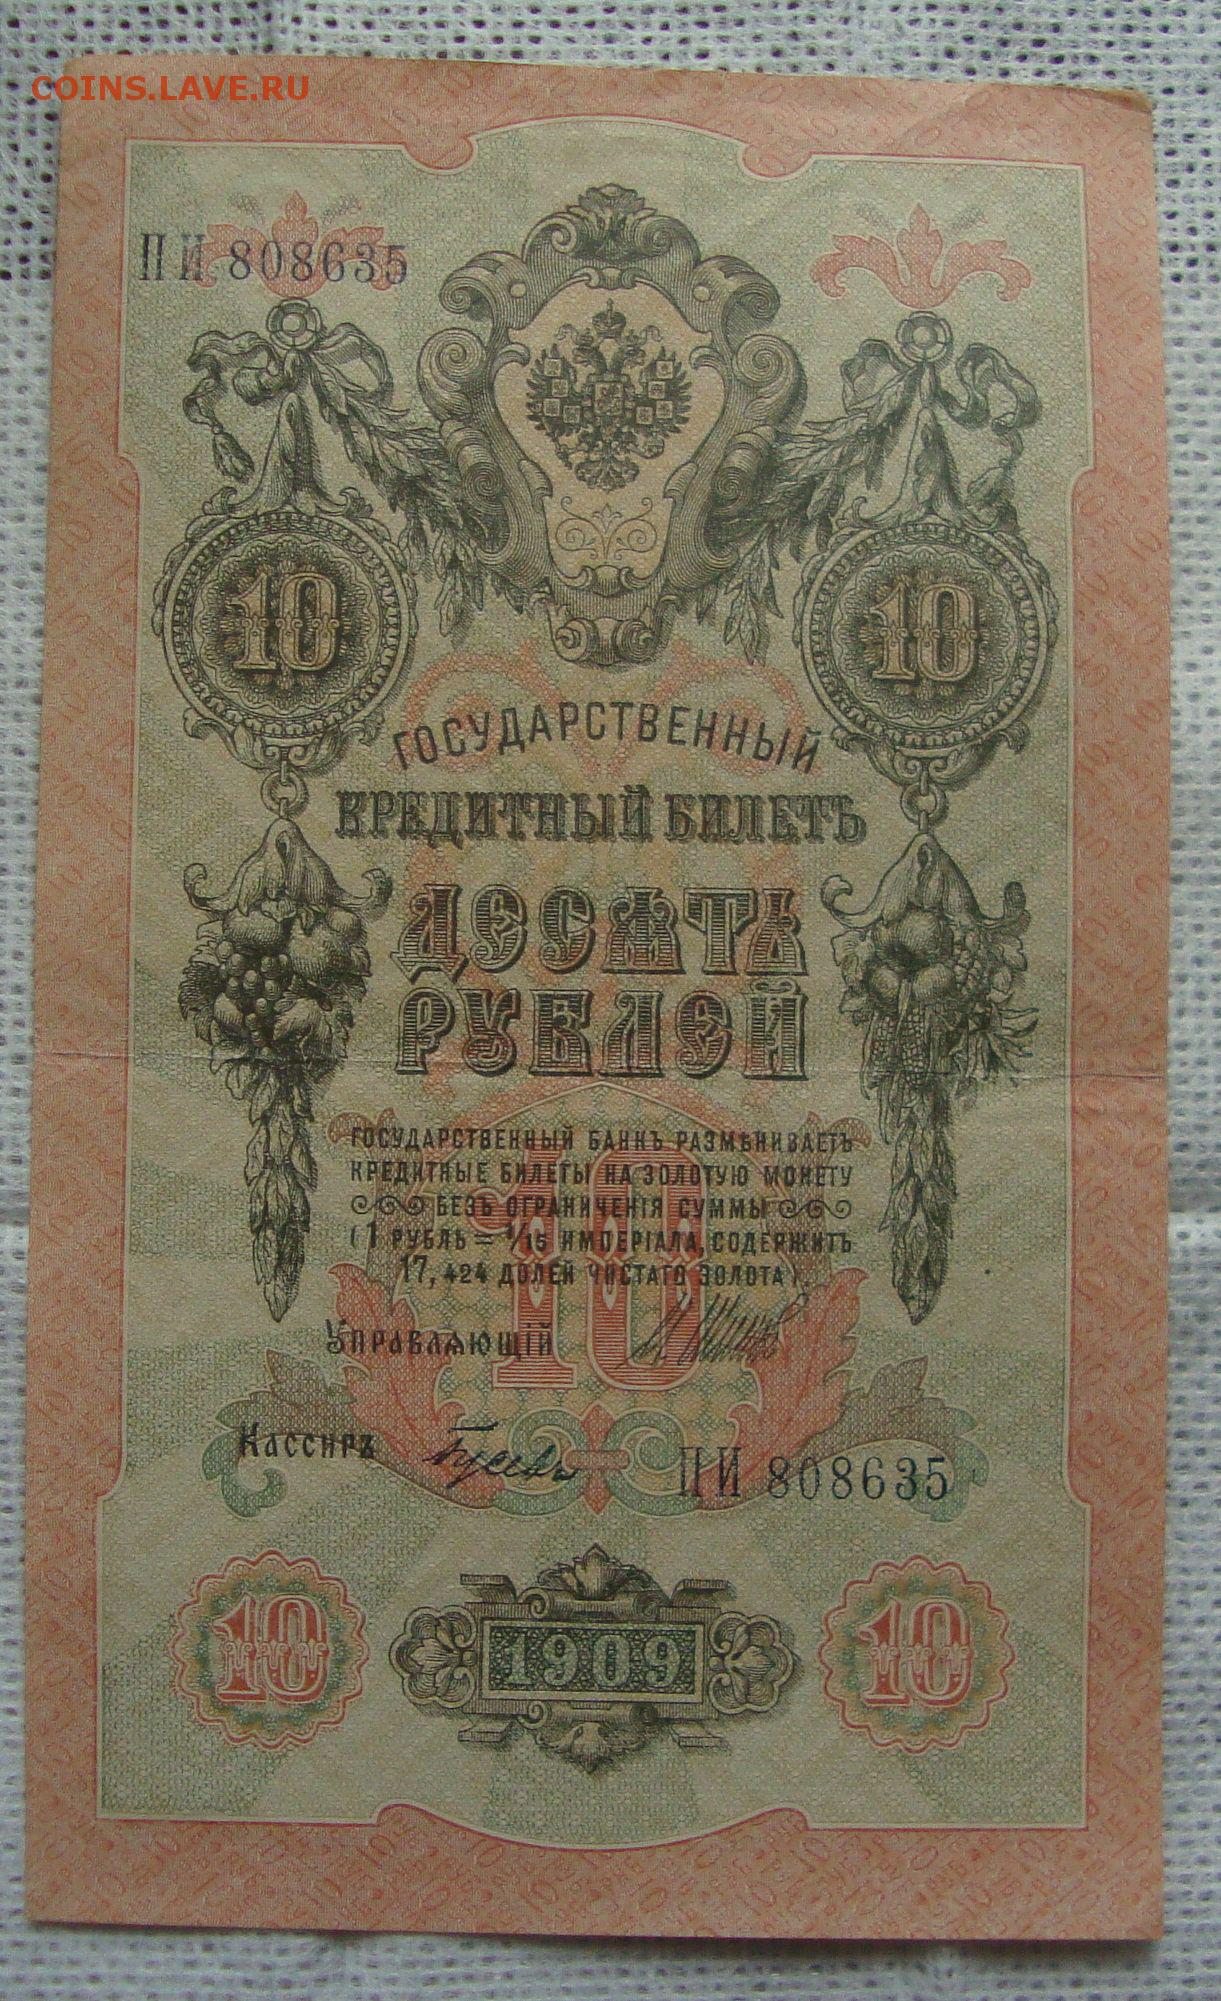 COINS.LAVE.RU
ПИ 808635
10 10
ГОСУДАРСТВЕННЫЙ
КРЕДИТНЫЙ БИЛЕТЪ
ДЕСЯТЬ
РУБЛЕЙ
ГОСУДАРСТВЕННЫЙ БАНКЪ РАЗМѢНИВАЕТЪ
КРЕДИТНЫЕ БИЛЕТЫ НА ЗОЛОТУЮ МОНЕТУ
БЕЗЪ ОГРАНИЧЕНІЯ СУММЫ
(1 РУБЛЬ = 1/15 ИМПЕРІАЛА, СОДЕРЖИТЪ
17,424 ДОЛЕЙ ЧИСТАГО ЗОЛОТА).
10
УПРАВЛЯЮЩІЙ
КАССИРЪ
ПИ 808635
10 1909 10